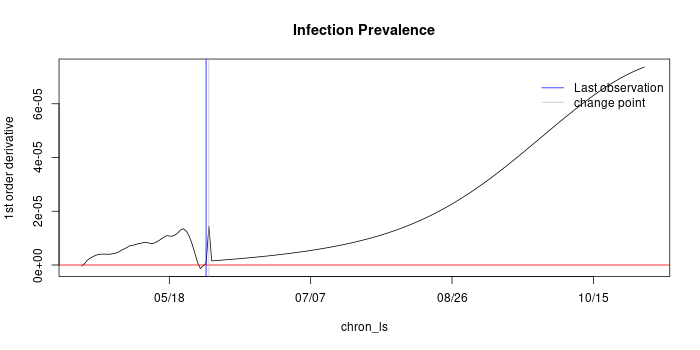 Infection Prevalence
1st order derivative
6e-05
4e-05
2e-05
0e+00
Last observation
change point
05/18 07/07 08/26 10/15
chron_ls